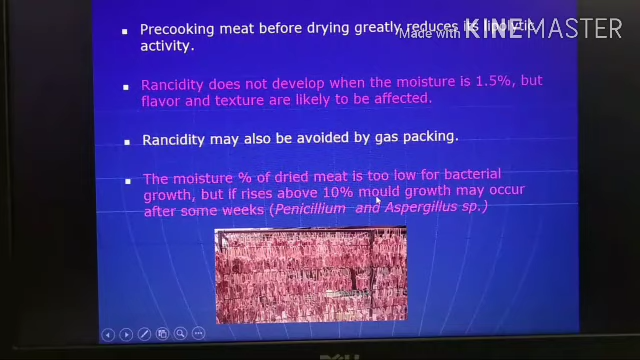 Precooking meat before drying greatly reduces its lipolytic
Made with KINEMASTER
activity.
Rancidity does not develop when the moisture is 1.5%, but
flavor and texture are likely to be affected.
Rancidity may also be avoided by gas packing.
The moisture % of dried meat is too low for bacterial
growth, but if rises above 10% mould growth may occur
after some weeks (Penicillium and Aspergillus sp.)